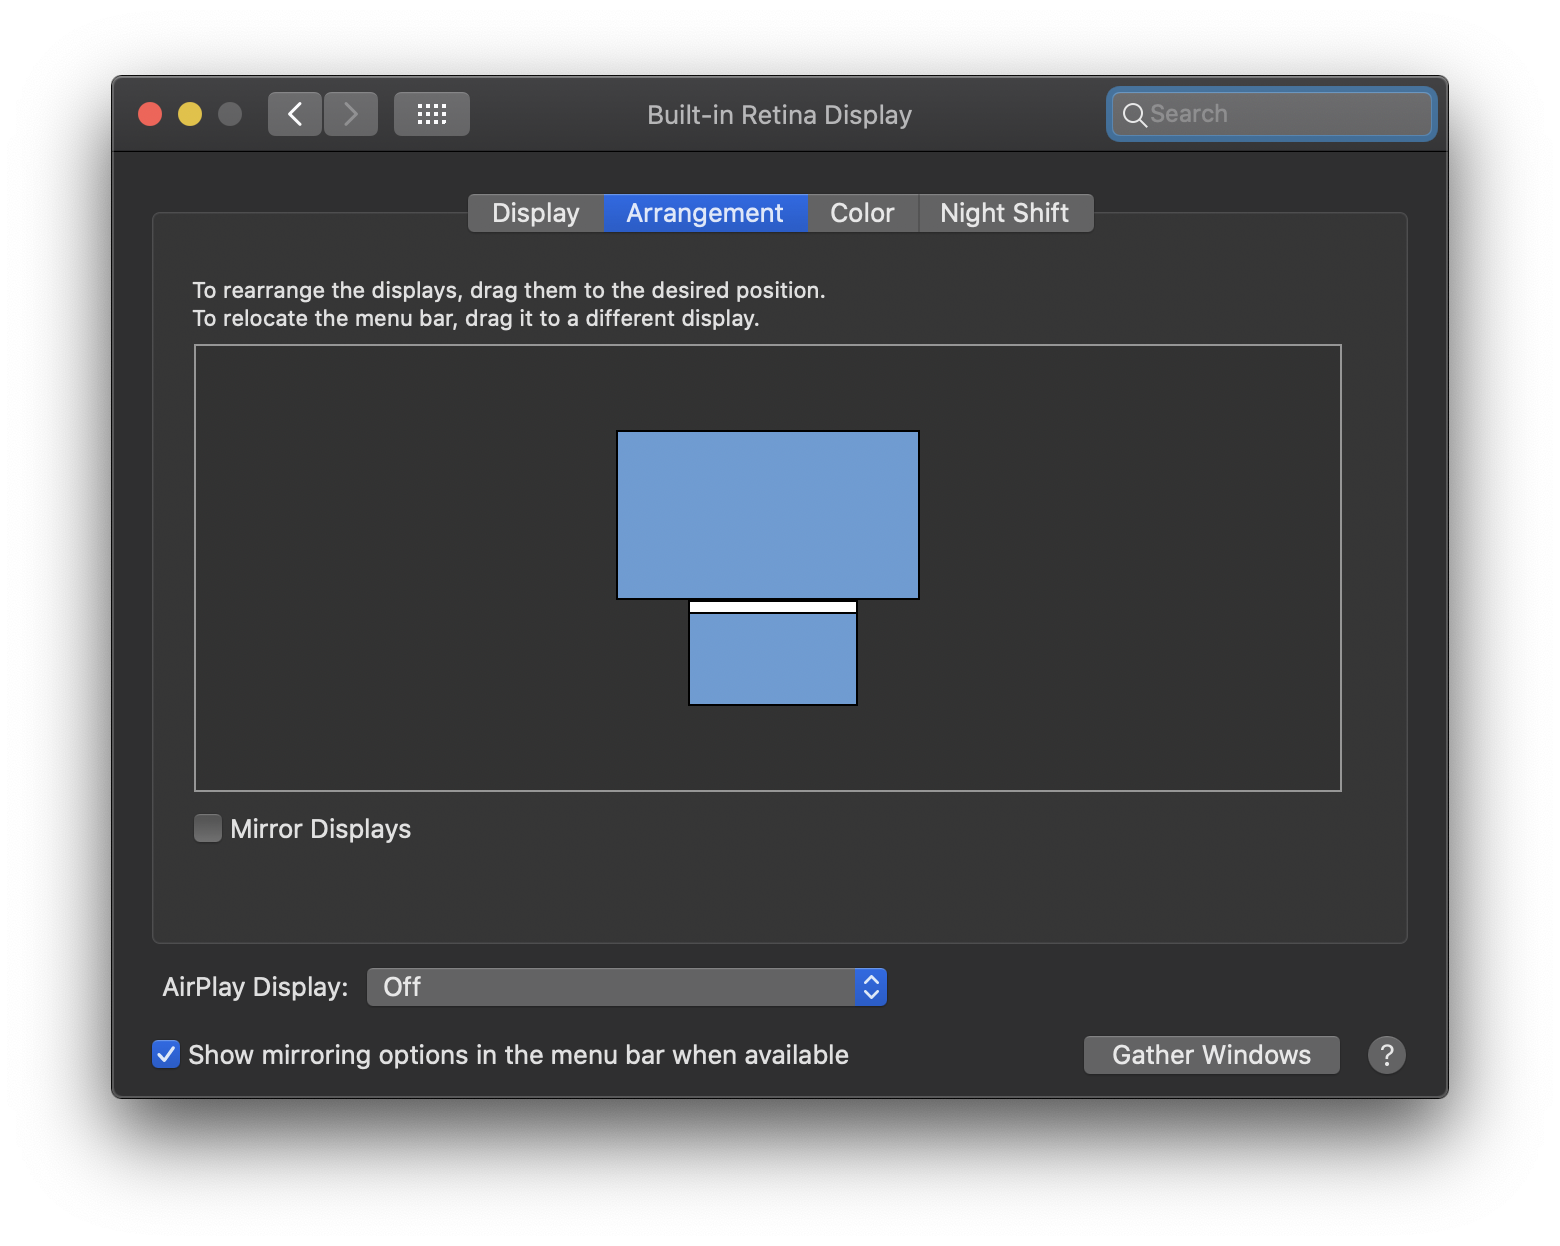 Built-in Retina Display
Search
Display
Arrangement
Color
Night Shift
To rearrange the displays, drag them to the desired position.
To relocate the menu bar, drag it to a different display.
Mirror Displays
AirPlay Display:
Off
Show mirroring options in the menu bar when available
Gather Windows
?